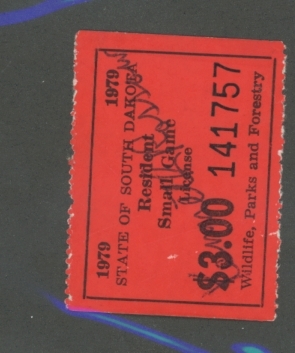 1979 1979
STATE OF SOUTH DAKOTA
Resident
Small Game
License
$3.00 141757
Wildlife, Parks and Forestry